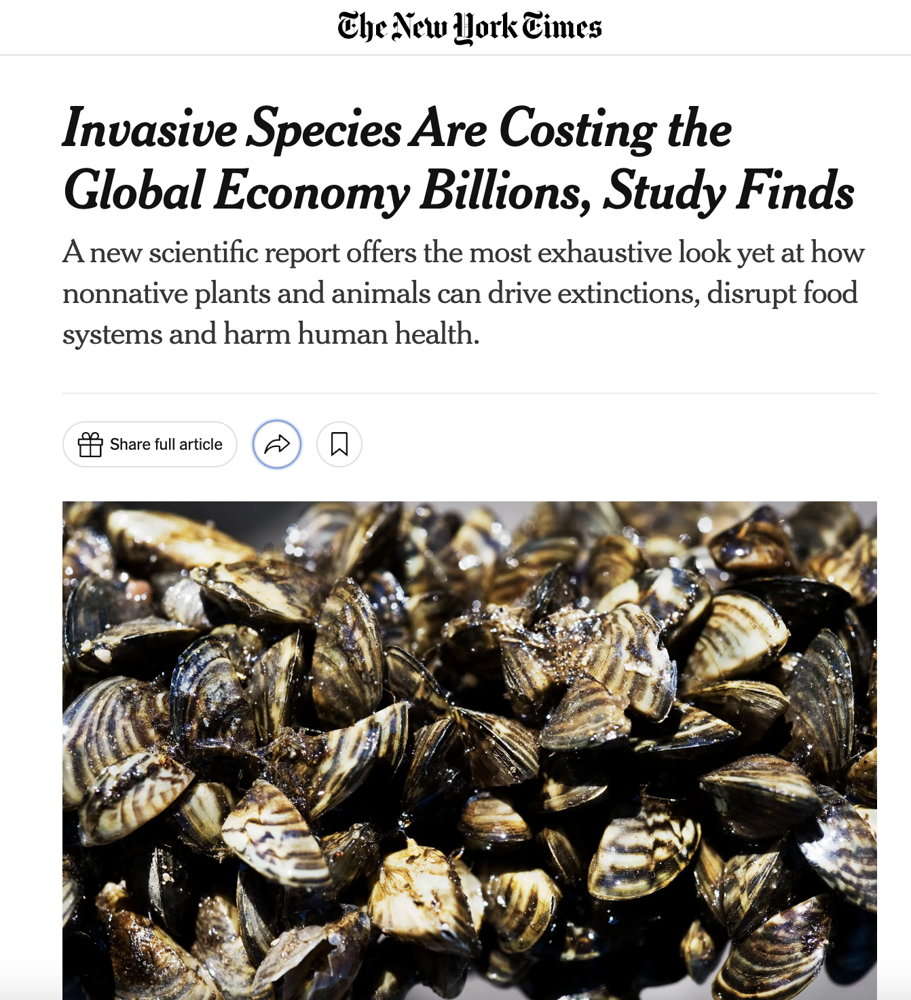 The New York Times
Invasive Species Are Costing the
Global Economy Billions, Study Finds
A new scientific report offers the most exhaustive look yet at how
nonnative plants and animals can drive extinctions, disrupt food
systems and harm human health.
Share full article